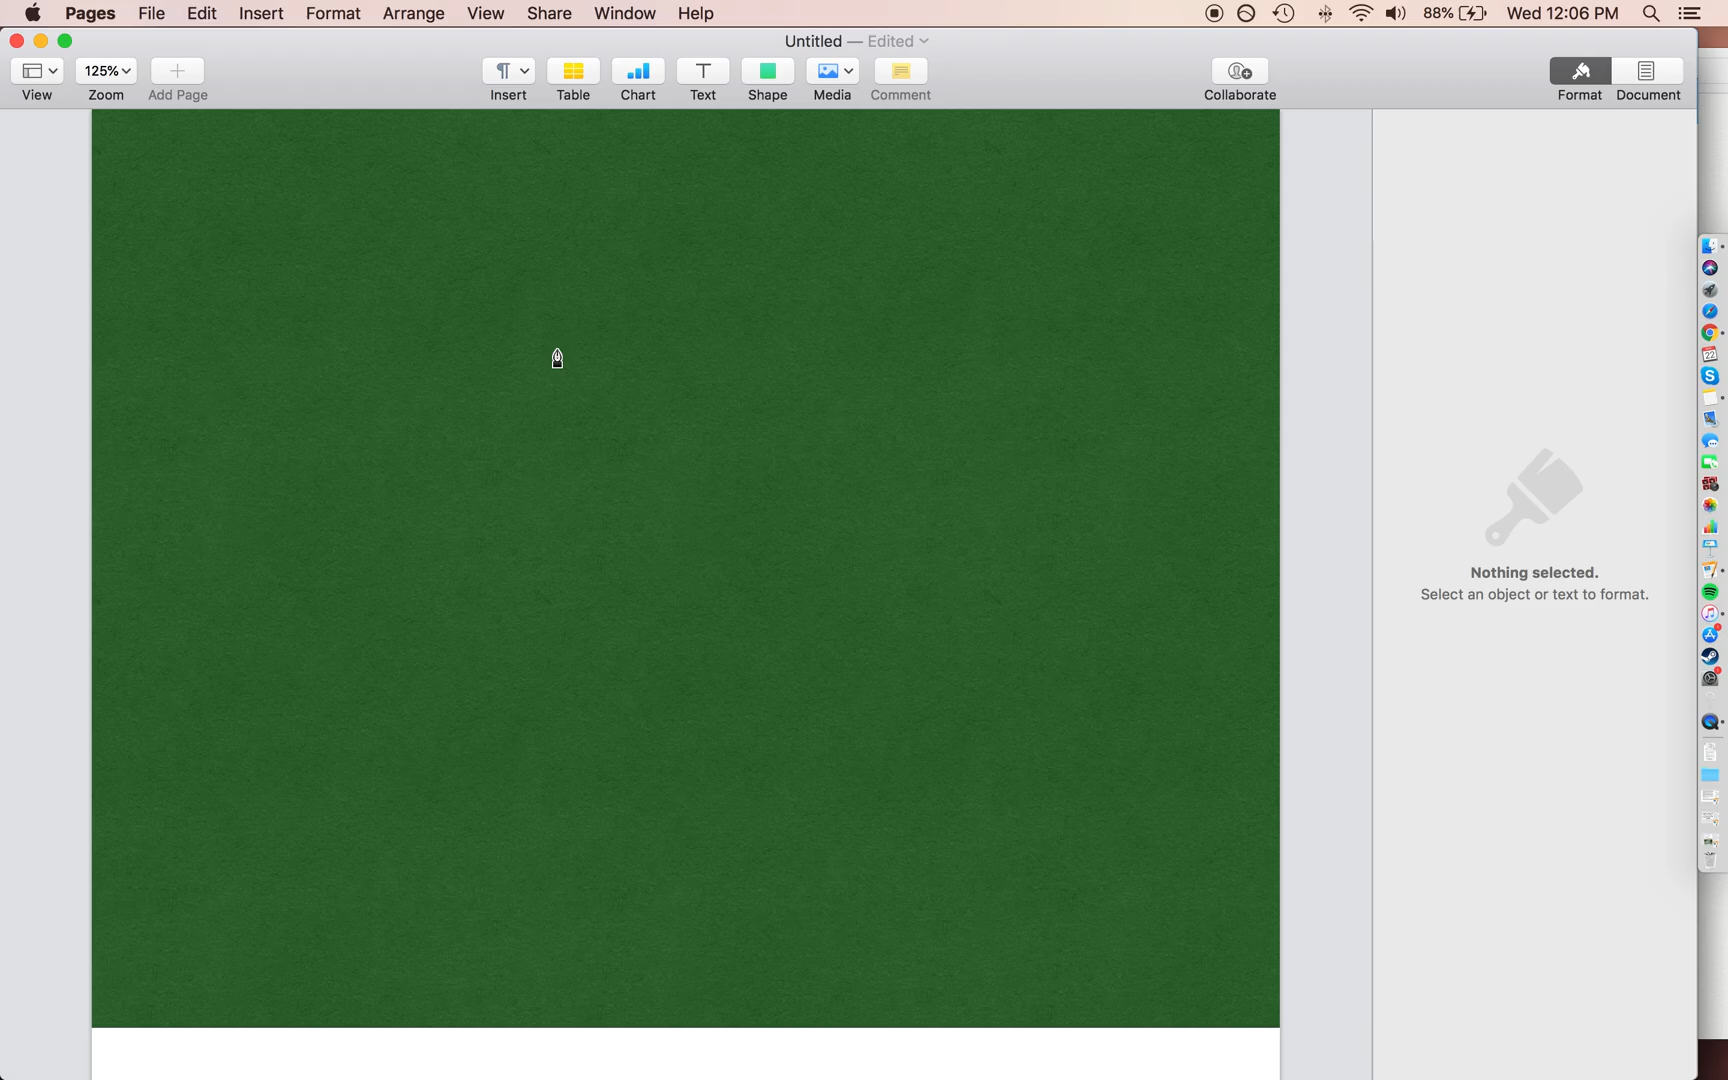 Pages File Edit Insert Format Arrange View Share Window Help 88% Wed 12:06 PM
Untitled — Edited
125%
View Zoom Add Page Insert Table Chart Text Shape Media Comment Collaborate Format Document
22
S
Nothing selected.
Select an object or text to format.